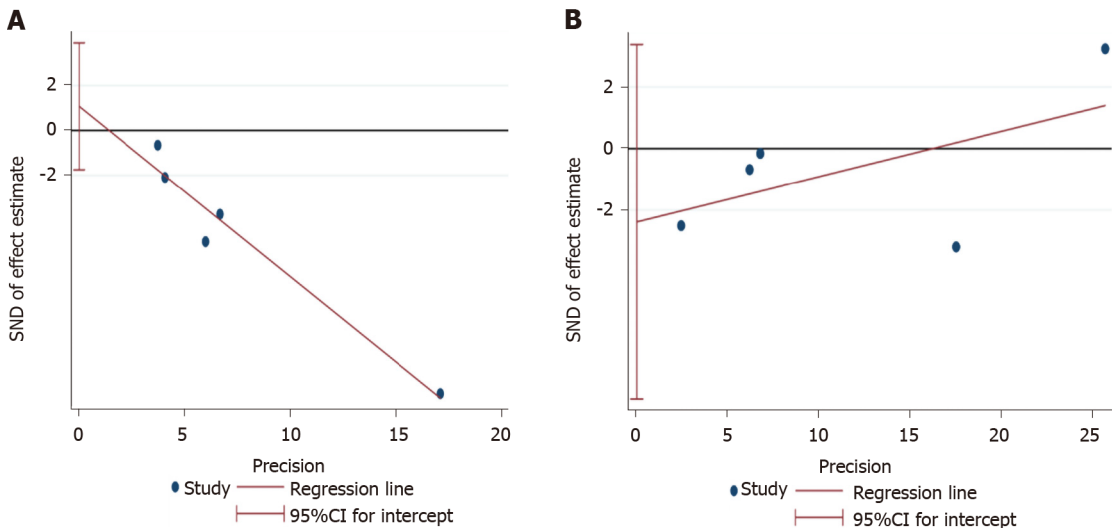 A
2
0
-2
SND of effect estimate
0 5 10 15 20
Precision
Study Regression line
95%CI for intercept
B
2
0
-2
SND of effect estimate
0 5 10 15 20 25
Precision
Study Regression line
95%CI for intercept